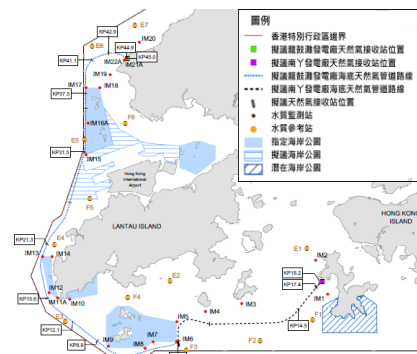 KP42.9
E7
IM20
E6
KP44.9
KP41.1
IM22A
KP45.0
IM21A
IM19
IM17
IM18
KP37.5
IM16A
F6
E5
KP31.5
IM15
Hong Kong
International
Airport
F5
LANTAU ISLAND
HONG KONG
ISLAND
KP21.3
E4
IM13
IM14
E1
IM2
KP18.2
KP17.4
E2
IM12
KP15.8
IM11A
IM10
F4
IM1
IM3
IM4
E3
KP12.1
IM5
KP14.5
F1
KP8.9
IM9
IM7
IM8
IM6
F3
F2
圖例
香港特別行政區邊界
擬議龍鼓灘發電廠天然氣接收站位置
擬議南丫發電廠天然氣接收站位置
擬議龍鼓灘發電廠海底天然氣管道路線
擬議南丫發電廠海底天然氣管道路線
擬議天然氣接收站位置
水質監測站
水質參考站
指定海岸公園
擬議海岸公園
潛在海岸公園